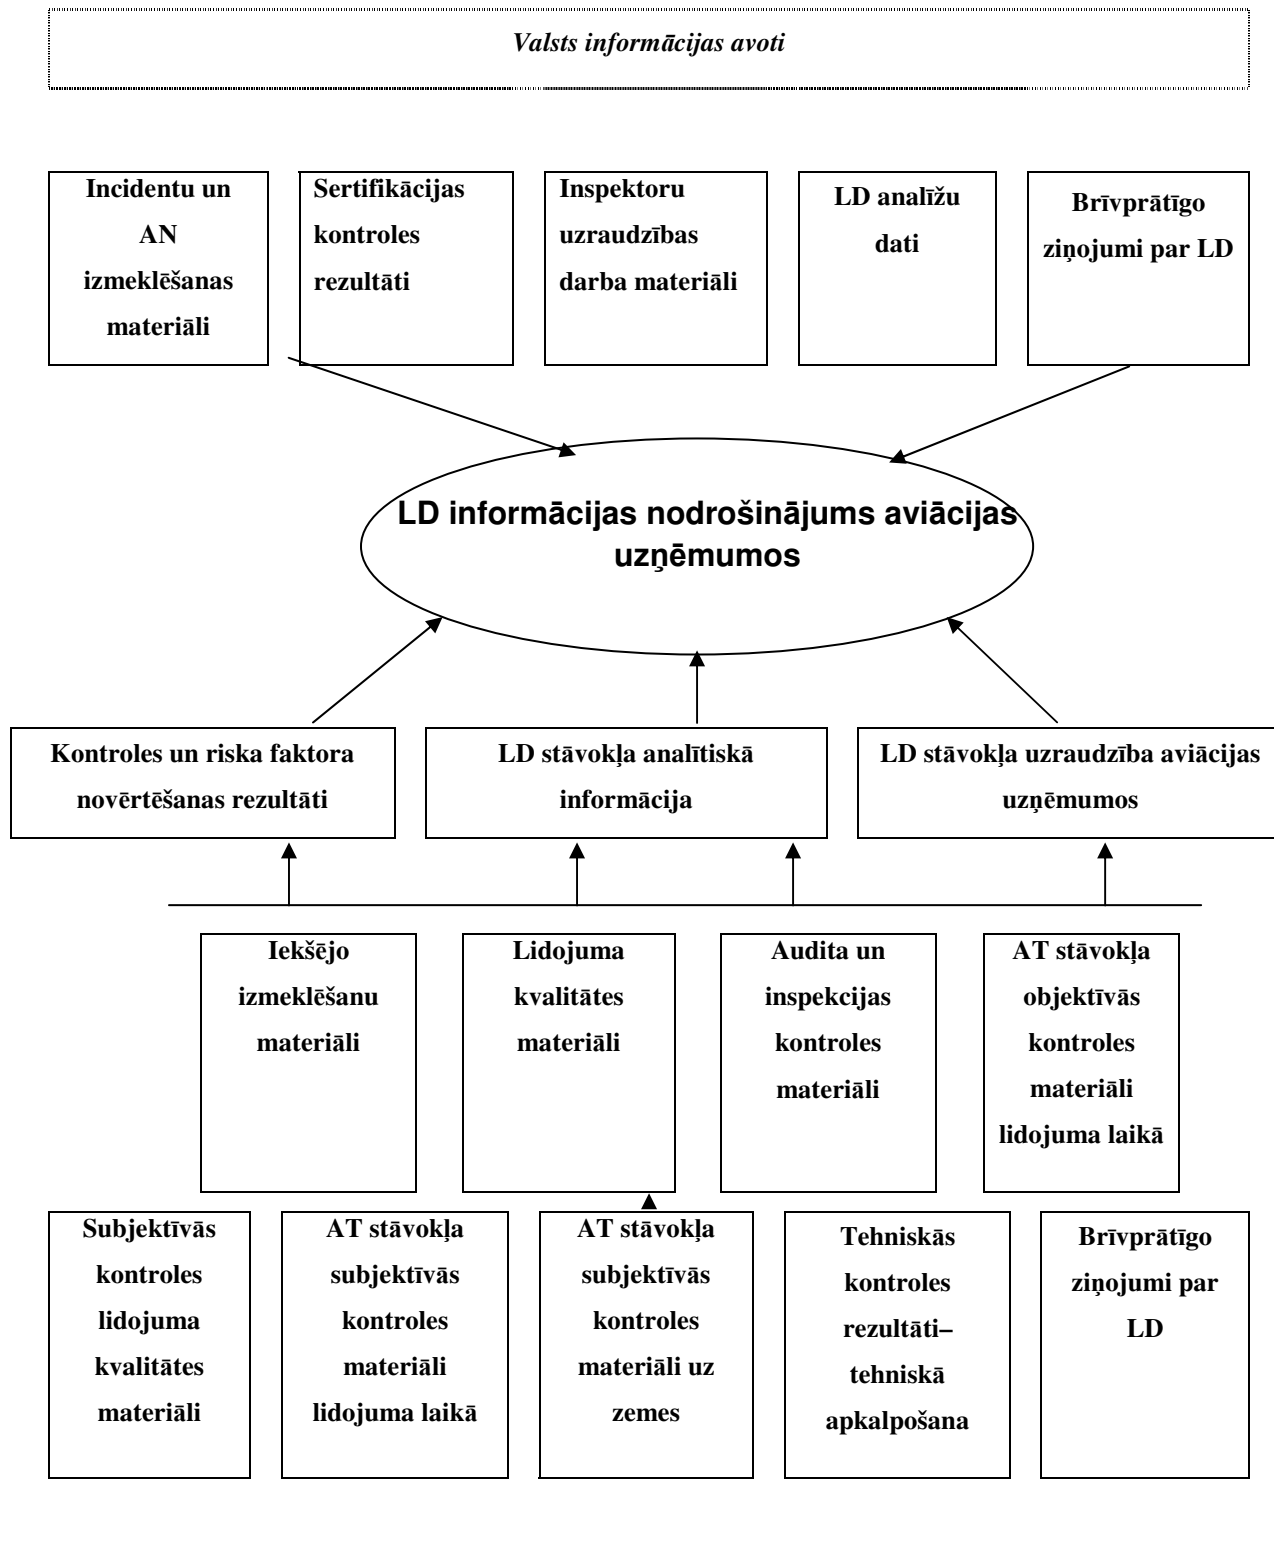 Valsts informācijas avoti
Incidentu un
AN
izmeklēšanas
materiāli
Sertifikācijas
kontroles
rezultāti
Inspektoru
uzraudzības
darba materiāli
LD analīžu
dati
Brīvprātīgo
ziņojumi par LD
LD informācijas nodrošinājums aviācijas
uzņēmumos
Kontroles un riska faktora
novērtēšanas rezultāti
LD stāvokļa analītiskā
informācija
LD stāvokļa uzraudzība aviācijas
uzņēmumos
Iekšējo
izmeklēšanu
materiāli
Lidojuma
kvalitātes
materiāli
Audita un
inspekcijas
kontroles
materiāli
AT stāvokļa
objektīvās
kontroles
materiāli
lidojuma laikā
Subjektīvās
kontroles
lidojuma
kvalitātes
materiāli
AT stāvokļa
subjektīvās
kontroles
materiāli
lidojuma laikā
AT stāvokļa
subjektīvās
kontroles
materiāli uz
zemes
Tehniskās
kontroles
rezultāti–
tehniskā
apkalpošana
Brīvprātīgo
ziņojumi par
LD